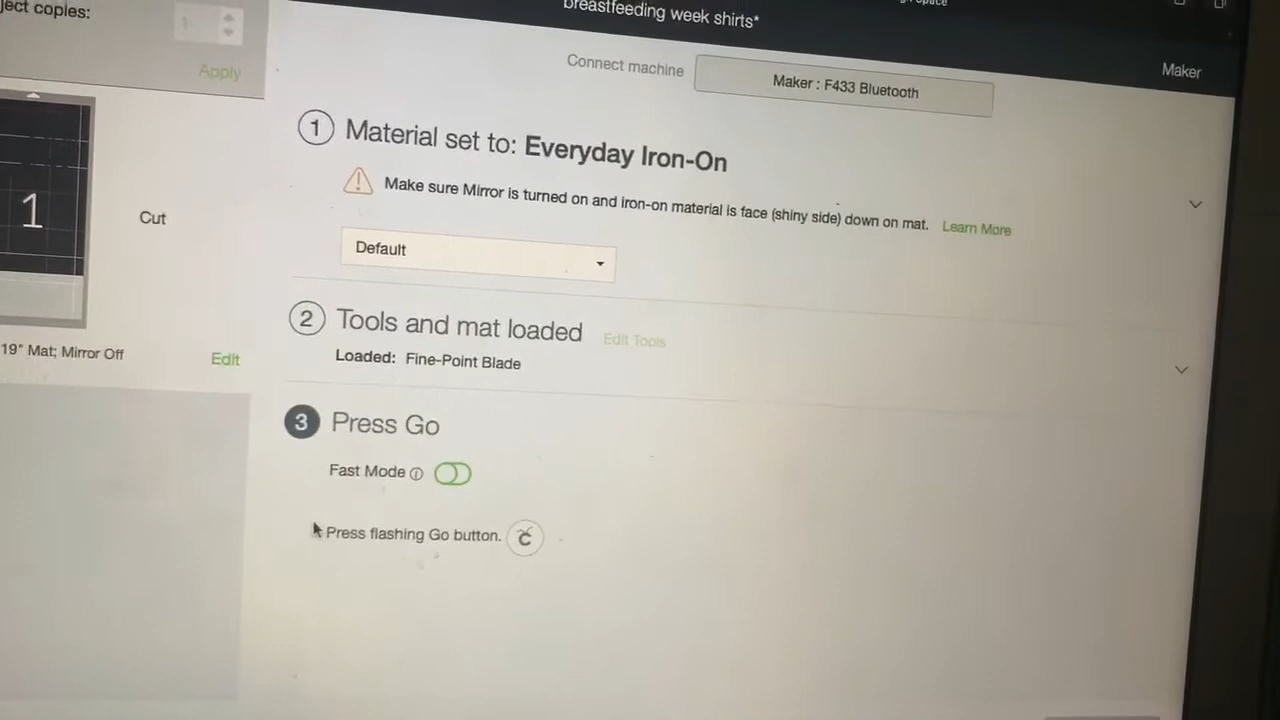 breastfeeding week shirts*
ject copies:
1
Apply
Connect machine
Maker : F433 Bluetooth
Maker
1 Material set to: Everyday Iron-On
Make sure Mirror is turned on and iron-on material is face (shiny side) down on mat. Learn More
Default
1
Cut
19" Mat; Mirror Off
Edit
2 Tools and mat loaded Edit Tools
Loaded: Fine-Point Blade
3 Press Go
Fast Mode
Press flashing Go button.